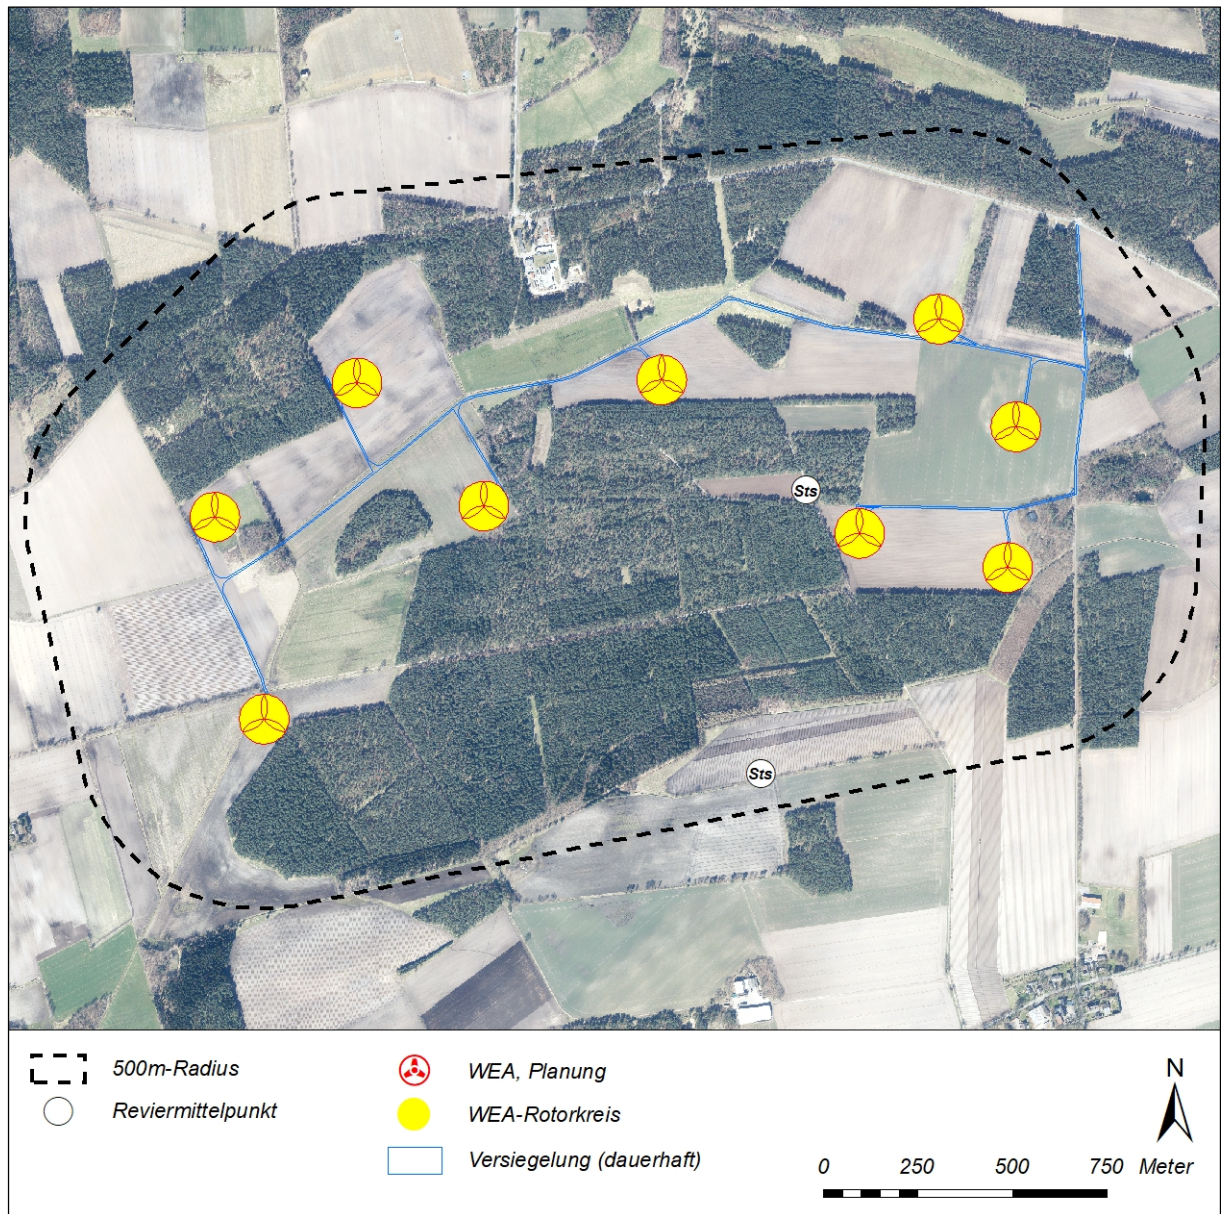 Sts
Sts
500m-Radius
Reviermittelpunkt
WEA, Planung
WEA-Rotorkreis
Versiegelung (dauerhaft)
N
0 250 500 750 Meter